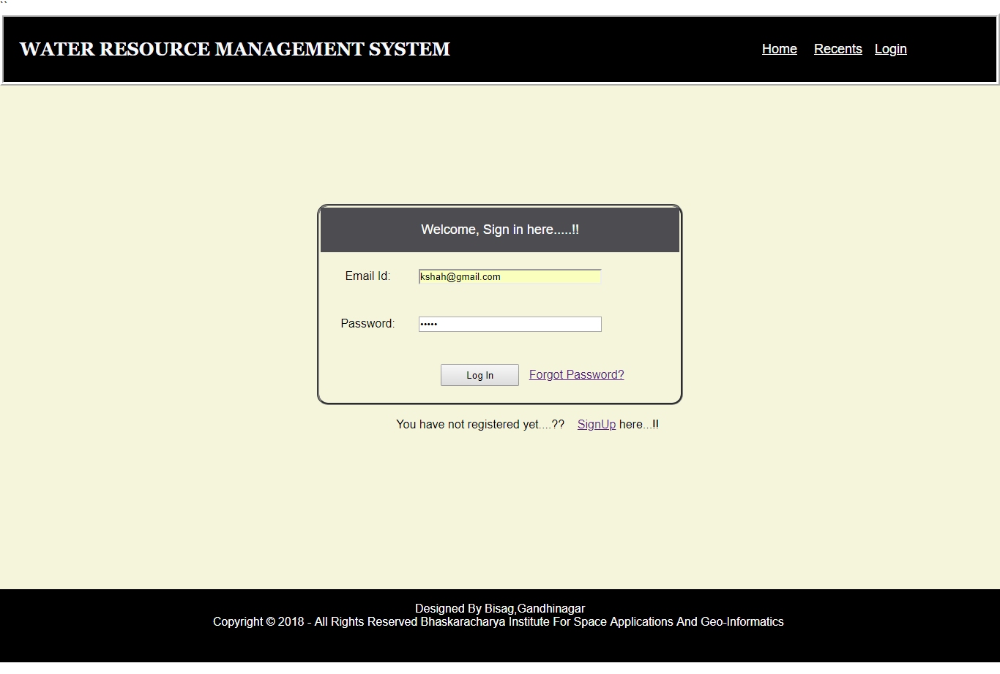 ``
WATER RESOURCE MANAGEMENT SYSTEM
Home Recents Login
Welcome, Sign in here.....!!
Email Id: kshah@gmail.com
Password: •••••
Log In Forgot Password?
You have not registered yet....?? SignUp here...!!
Designed By Bisag,Gandhinagar
Copyright © 2018 - All Rights Reserved Bhaskaracharya Institute For Space Applications And Geo-Informatics